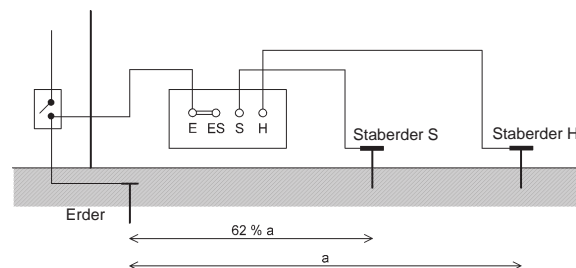 E ES S H
Staberder S
Staberder H
Erder
62 % a
a